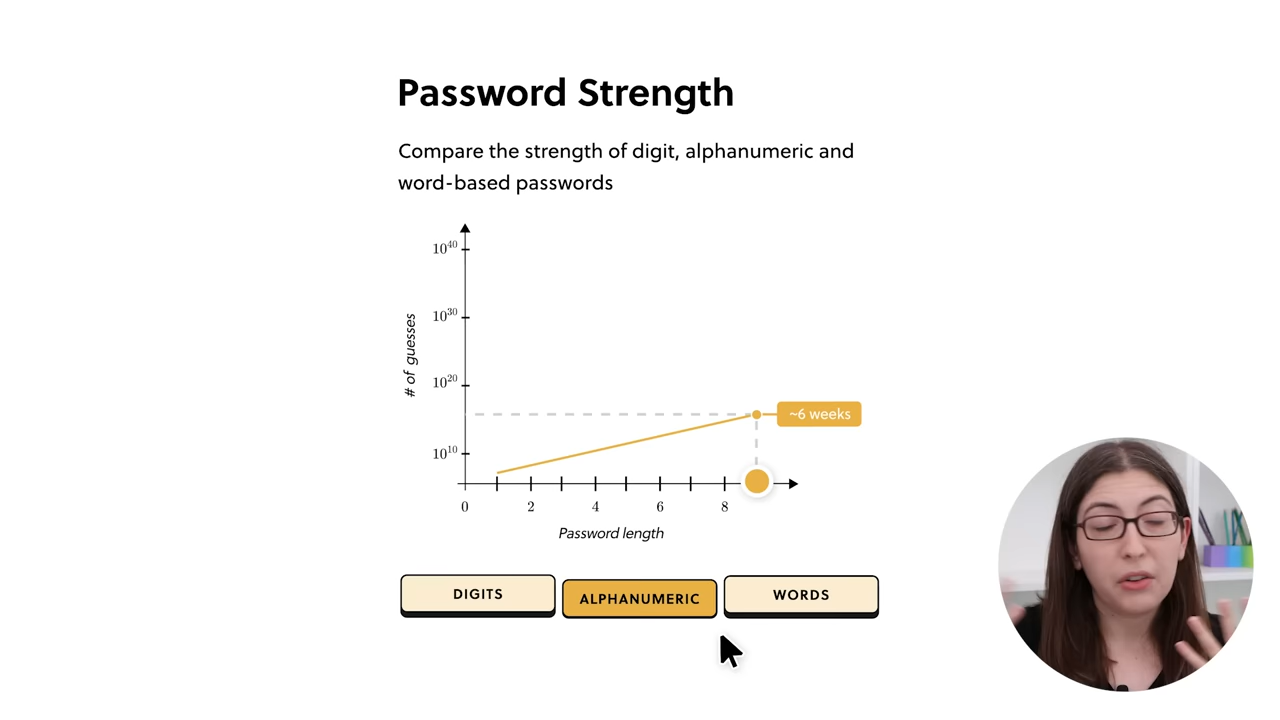 Password Strength
Compare the strength of digit, alphanumeric and
word-based passwords
10^40
10^30
10^20
10^10
# of guesses
~6 weeks
0 2 4 6 8
Password length
DIGITS ALPHANUMERIC WORDS